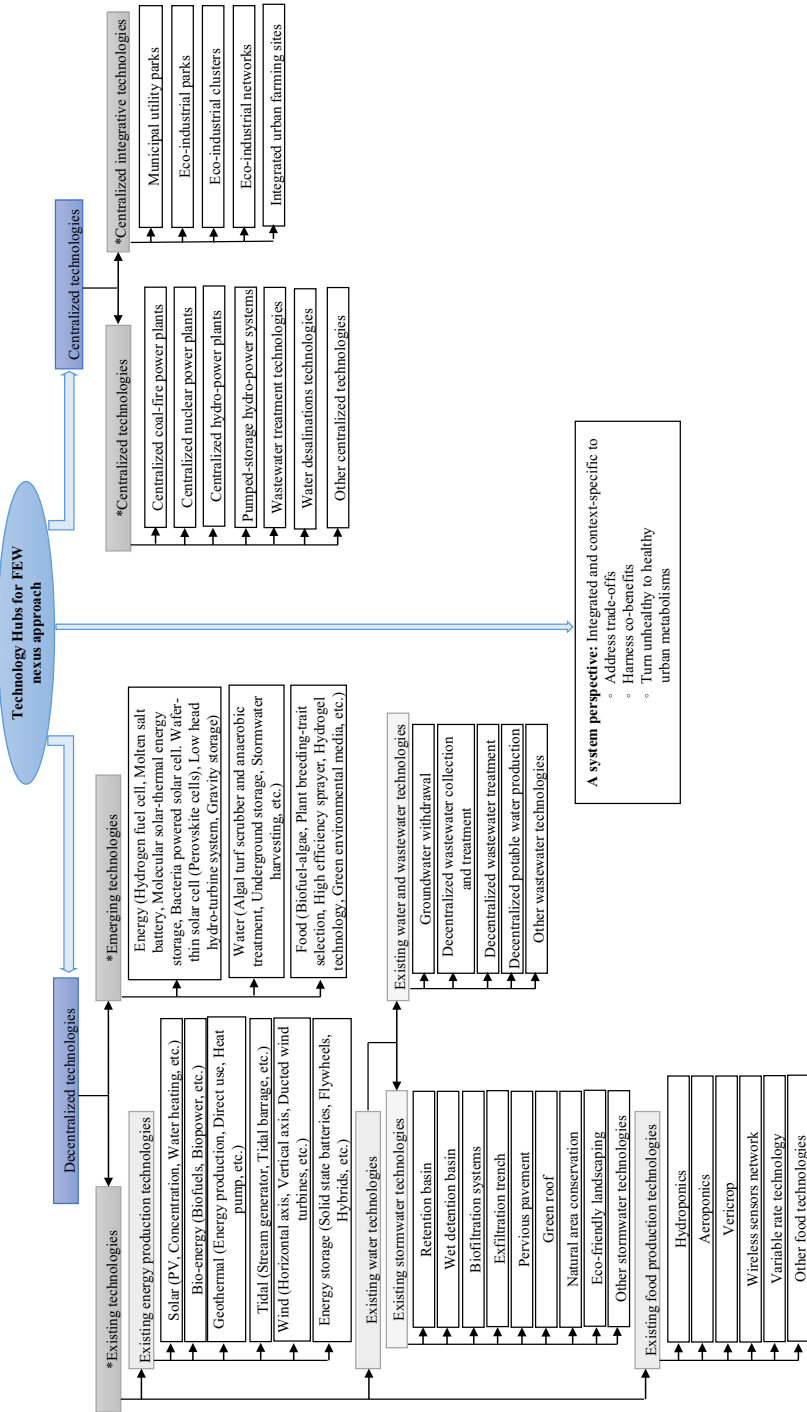 Technology Hubs for FEW
nexus approach
Decentralized technologies
*Existing technologies
Existing energy production technologies
Solar (PV, Concentration, Water heating, etc.)
Bio-energy (Biofuels, Biopower, etc.)
Geothermal (Energy production, Direct use, Heat
pump, etc.)
Tidal (Stream generator, Tidal barrage, etc.)
Wind (Horizontal axis, Vertical axis, Ducted wind
turbines, etc.)
Energy storage (Solid state batteries, Flywheels,
Hybrids, etc.)
Existing water technologies
Existing stormwater technologies
Retention basin
Wet detention basin
Biofiltration systems
Exfiltration trench
Pervious pavement
Green roof
Natural area conservation
Eco-friendly landscaping
Other stormwater technologies
Existing water and wastewater technologies
Groundwater withdrawal
Decentralized wastewater collection
and treatment
Decentralized wastewater treatment
Decentralized potable water production
Other wastewater technologies
Existing food production technologies
Hydroponics
Aeroponics
Vericrop
Wireless sensors network
Variable rate technology
Other food technologies
*Emerging technologies
Energy (Hydrogen fuel cell, Molten salt
battery, Molecular solar-thermal energy
storage, Bacteria powered solar cell. Wafer-
thin solar cell (Perovskite cells), Low head
hydro-turbine system, Gravity storage)
Water (Algal turf scrubber and anaerobic
treatment, Underground storage, Stormwater
harvesting, etc.)
Food (Biofuel-algae, Plant breeding-trait
selection, High efficiency sprayer, Hydrogel
technology, Green environmental media, etc.)
Centralized technologies
*Centralized technologies
Centralized coal-fire power plants
Centralized nuclear power plants
Centralized hydro-power plants
Pumped-storage hydro-power systems
Wastewater treatment technologies
Water desalinations technologies
Other centralized technologies
*Centralized integrative technologies
Municipal utility parks
Eco-industrial parks
Eco-industrial clusters
Eco-industrial networks
Integrated urban farming sites
A system perspective: Integrated and context-specific to
◦ Address trade-offs
◦ Harness co-benefits
◦ Turn unhealthy to healthy
urban metabolisms